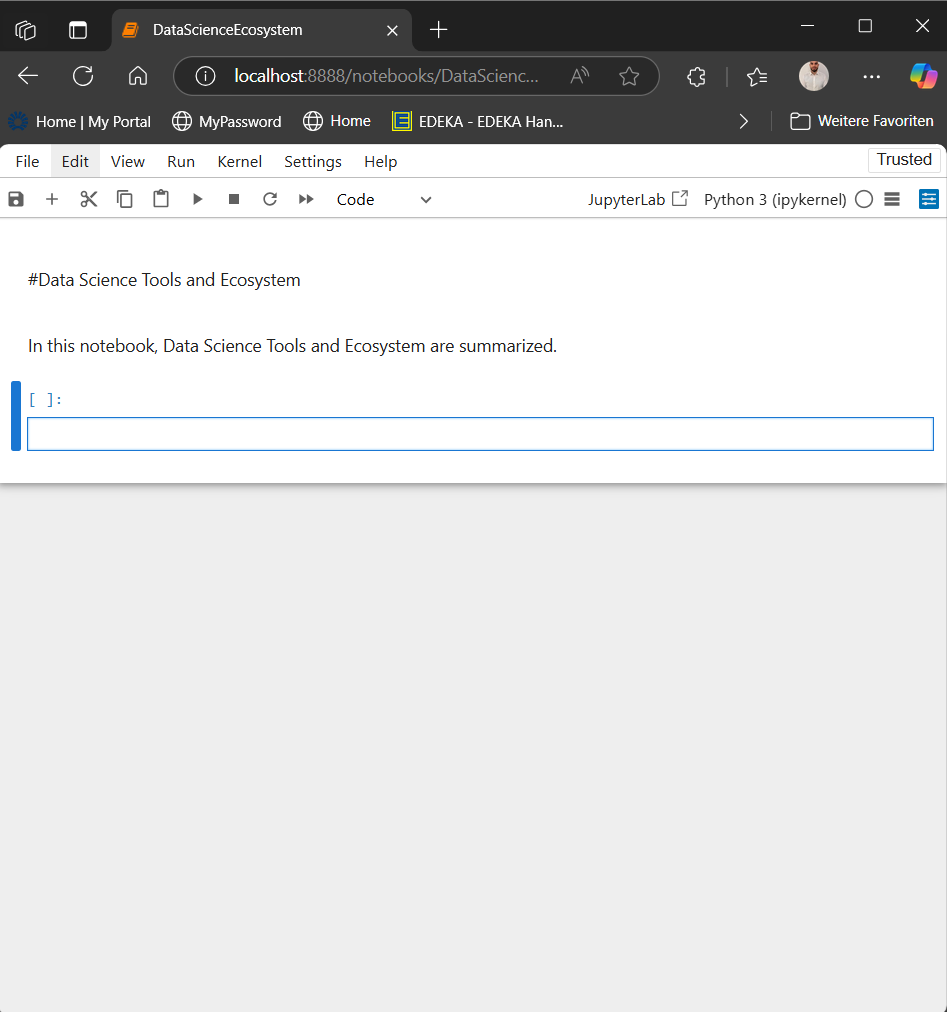 DataScienceEcosystem
localhost:8888/notebooks/DataScienc...
Home | My Portal MyPassword Home EDEKA - EDEKA Han... Weitere Favoriten
File Edit View Run Kernel Settings Help Trusted
Code JupyterLab Python 3 (ipykernel)
#Data Science Tools and Ecosystem
In this notebook, Data Science Tools and Ecosystem are summarized.
[ ]: